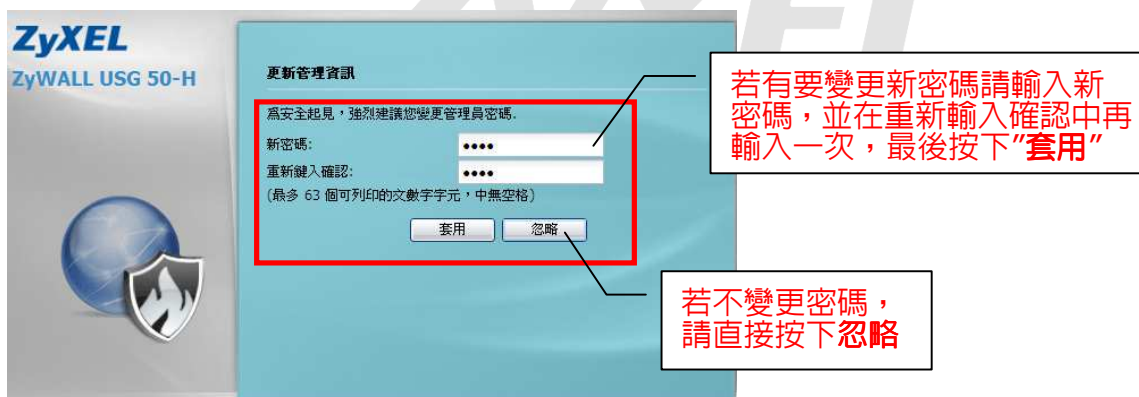 ZyXEL
ZyWALL USG 50-H
更新管理資訊
為安全起見，強烈建議您變更管理員密碼.
新密碼:
••••
重新鍵入確認:
••••
(最多 63 個可列印的文數字字元，中無空格)
套用
忽略
若有要變更新密碼請輸入新
密碼，並在重新輸入確認中再
輸入一次，最後按下"套用"
若不變更密碼，
請直接按下忽略